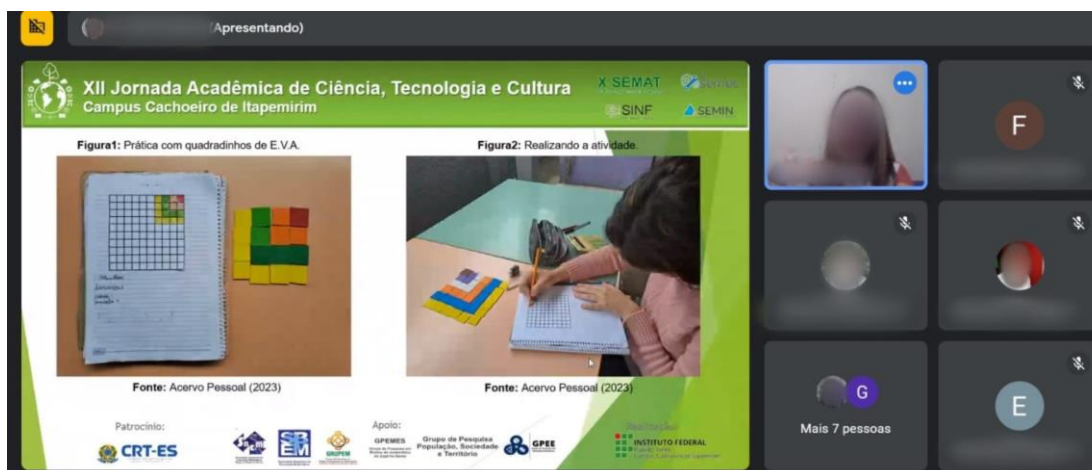 (Apresentando)
XII Jornada Acadêmica de Ciência, Tecnologia e Cultura
Campus Cachoeiro de Itapemirim
X SEMAT
SINF
SEMIN
Figura1: Prática com quadradinhos de E.V.A.
Figura2: Realizando a atividade.
Fonte: Acervo Pessoal (2023)
Fonte: Acervo Pessoal (2023)
Patrocínio:
CRT-ES
GRUPEM
Apoio:
GPEMES
Grupo de Pesquisa
População, Sociedade
e Território
GPEE
INSTITUTO FEDERAL
F
G
Mais 7 pessoas
E